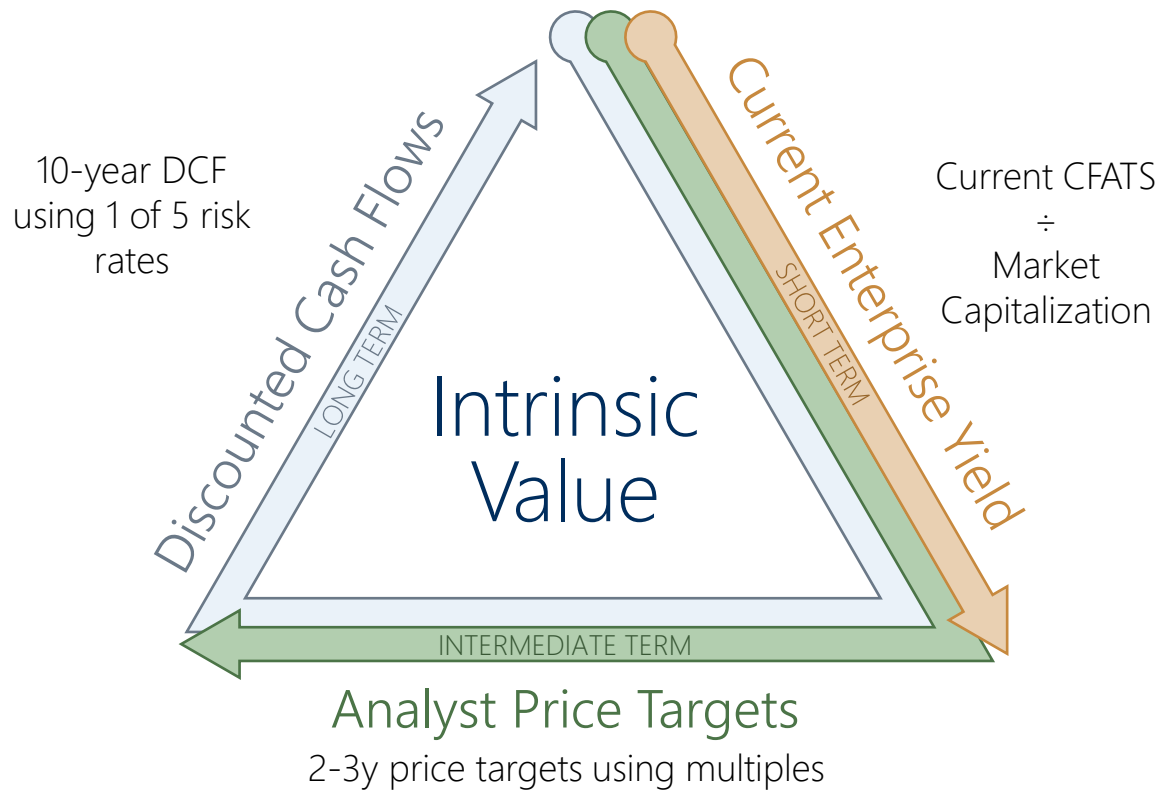 Discounted Cash Flows
10-year DCF
using 1 of 5 risk
rates
LONG TERM
Current Enterprise Yield
SHORT TERM
Current CFATS
÷
Market
Capitalization
Intrinsic
Value
INTERMEDIATE TERM
Analyst Price Targets
2-3y price targets using multiples